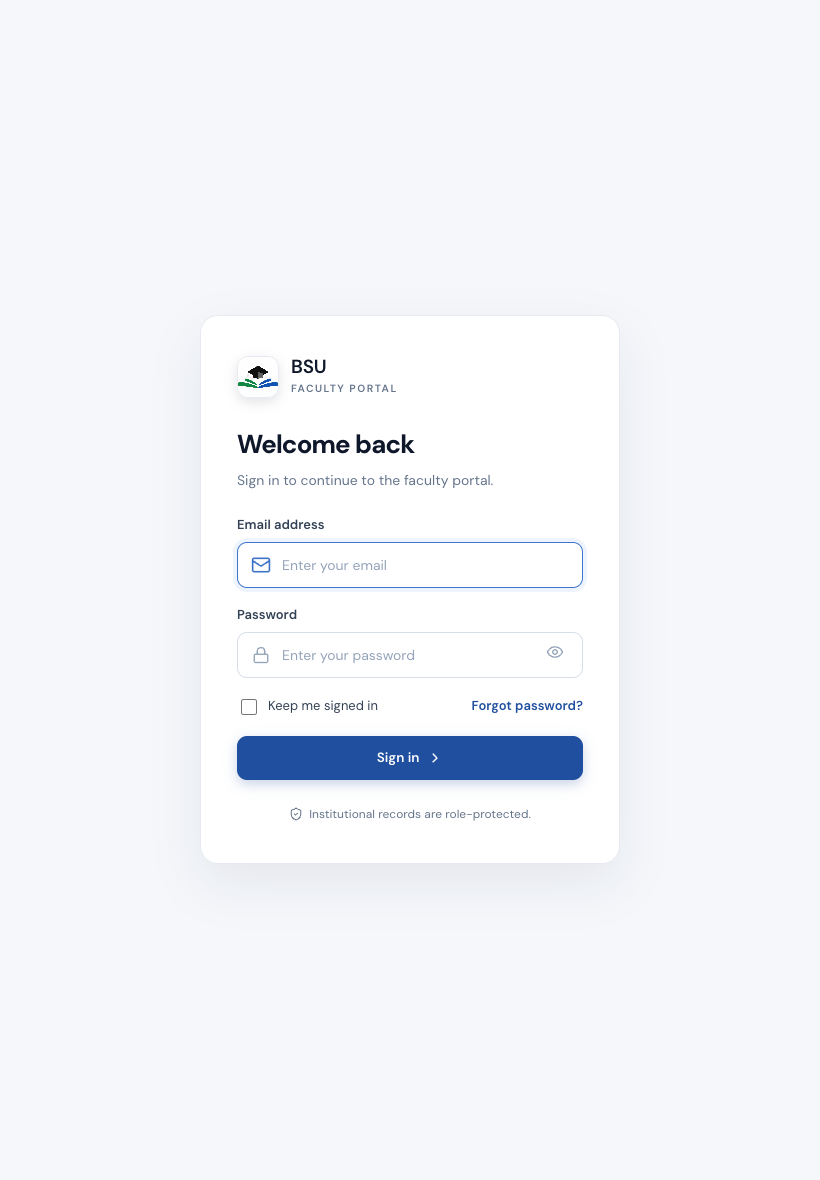 BSU
FACULTY PORTAL
Welcome back
Sign in to continue to the faculty portal.
Email address
Enter your email
Password
Enter your password
Keep me signed in Forgot password?
Sign in
Institutional records are role-protected.